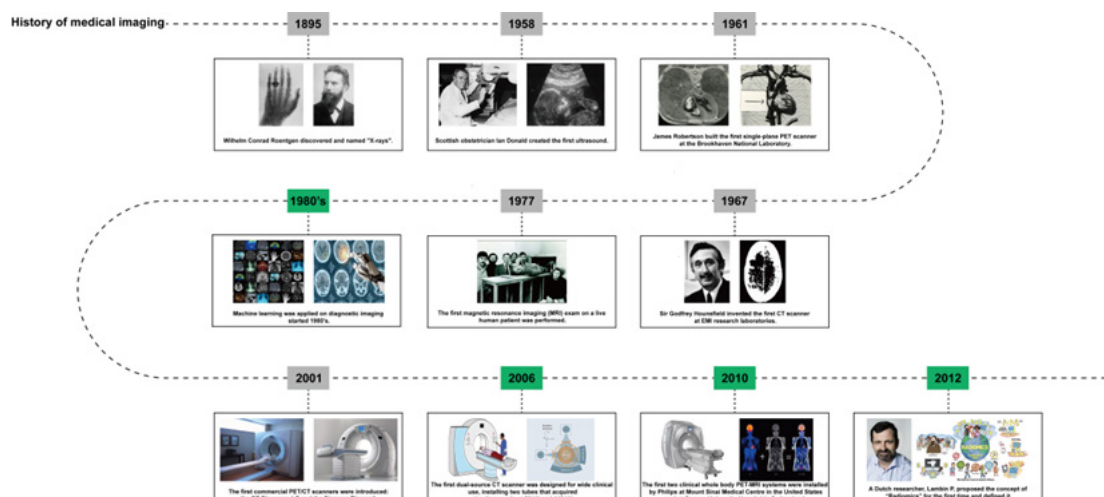 History of medical imaging
1895
1958
1961
Wilhelm Conrad Roentgen discovered and named "X-rays".
Scottish obstetrician Ian Donald created the first ultrasound.
James Robertson built the first single-plane PET scanner
at the Brookhaven National Laboratory.
1980's
1977
1967
Machine learning was applied on diagnostic imaging
started 1980's.
The first magnetic resonance imaging (MRI) exam on a live
human patient was performed.
Sir Godfrey Hounsfield invented the first CT scanner
at EMI research laboratories.
2001
2006
2010
2012
The first commercial PET/CT scanners were introduced:
The first dual-source CT scanner was designed for wide clinical
use, installing two tubes that acquired
The first two clinical whole body PET-MRI systems were installed
by Philips at Mount Sinai Medical Centre in the United States
RADIOMICS
A Dutch researcher, Lambin P, proposed the concept of
"Radiomics" for the first time and defined it